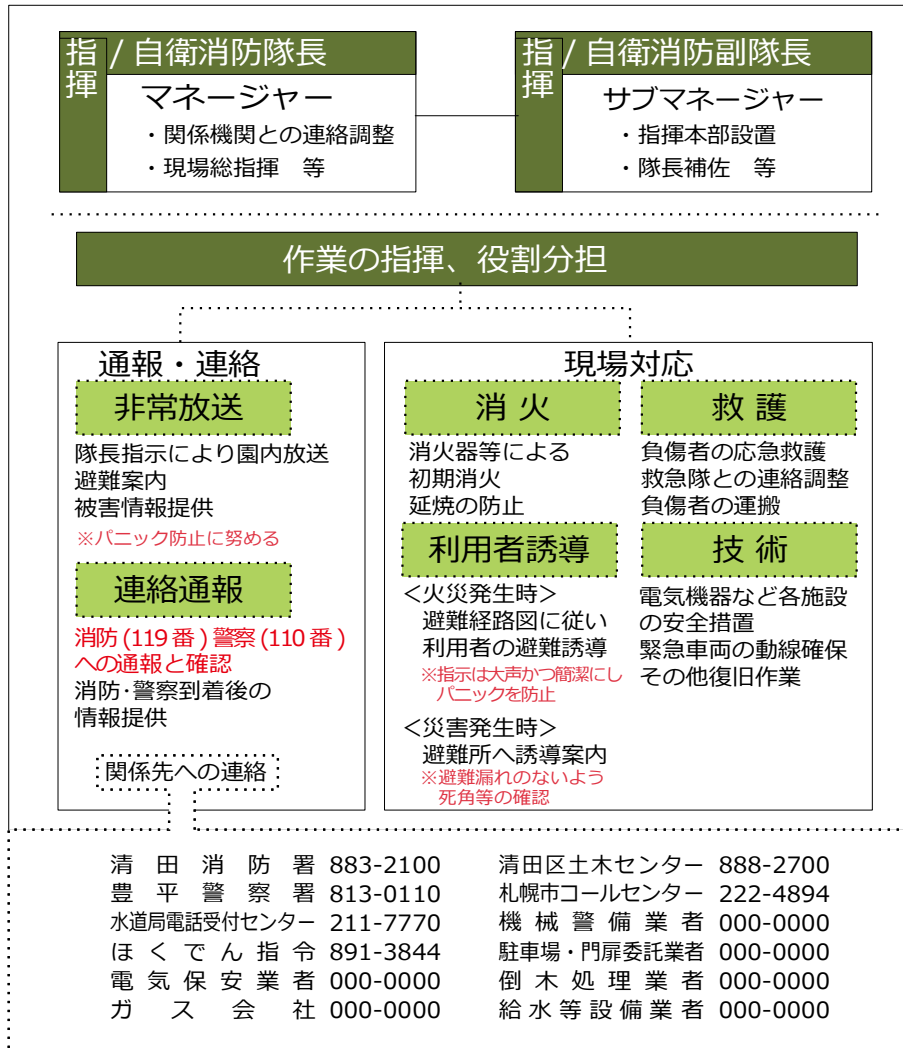 指揮 / 自衛消防隊長
マネージャー
・関係機関との連絡調整
・現場総指揮 等
指揮 / 自衛消防副隊長
サブマネージャー
・指揮本部設置
・隊長補佐 等
作業の指揮、役割分担
通報・連絡
非常放送
隊長指示により園内放送
避難案内
被害情報提供
※パニック防止に努める
連絡通報
消防(119番)警察(110番)
への通報と確認
消防･警察到着後の
情報提供
関係先への連絡
現場対応
消 火
消火器等による
初期消火
延焼の防止
救 護
負傷者の応急救護
救急隊との連絡調整
負傷者の運搬
利用者誘導
＜火災発生時＞
避難経路図に従い
利用者の避難誘導
※指示は大声かつ簡潔にし
パニックを防止
＜災害発生時＞
避難所へ誘導案内
※避難漏れのないよう
死角等の確認
技 術
電気機器など各施設
の安全措置
緊急車両の動線確保
その他復旧作業
清田消防署 883-2100
豊平警察署 813-0110
水道局電話受付センター 211-7770
ほくでん指令 891-3844
電気保安業者 000-0000
ガス会社 000-0000
清田区土木センター 888-2700
札幌市コールセンター 222-4894
機械警備業者 000-0000
駐車場・門扉委託業者 000-0000
倒木処理業者 000-0000
給水等設備業者 000-0000